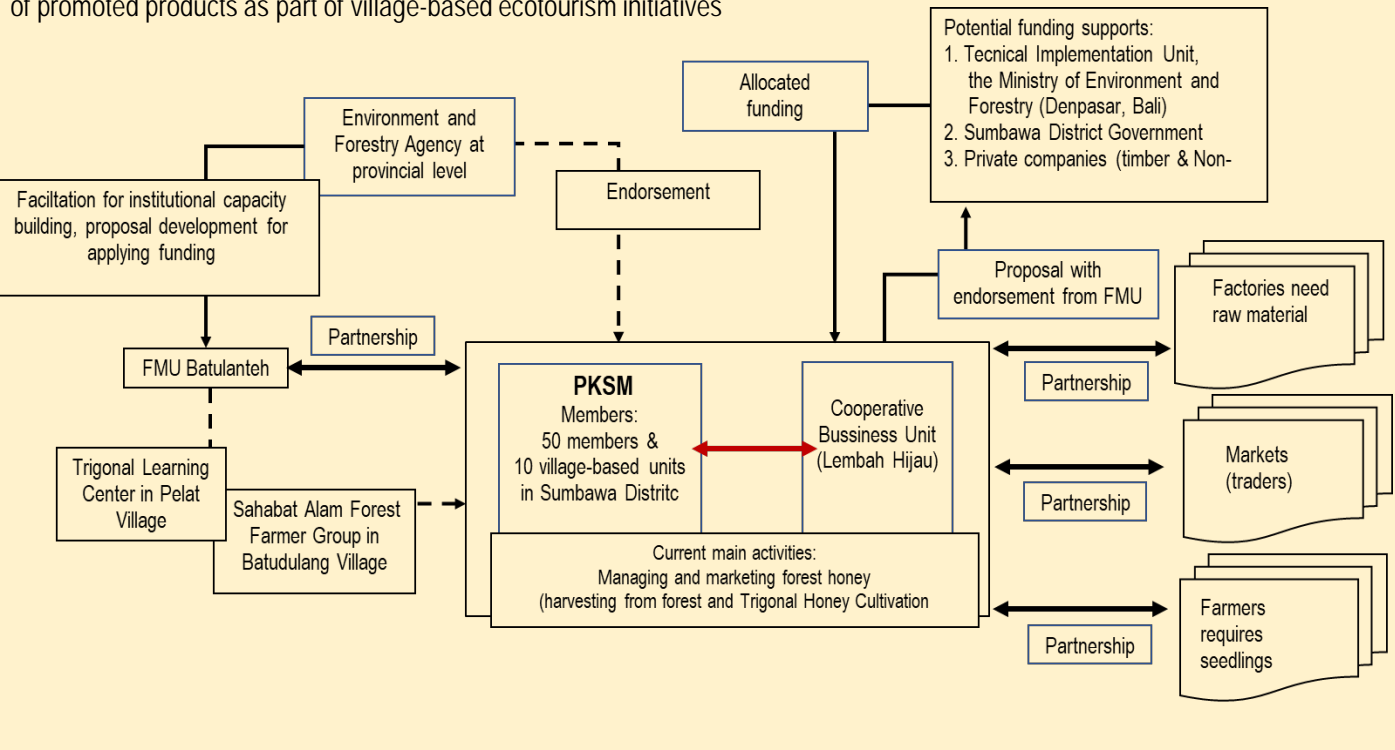 of promoted products as part of village-based ecotourism initiatives
Potential funding supports:
1. Tecnical Implementation Unit,
the Ministry of Environment and
Forestry (Denpasar, Bali)
2. Sumbawa District Government
3. Private companies (timber & Non-
Allocated
funding
Environment and
Forestry Agency at
provincial level
Endorsement
Faciltation for institutional capacity
building, proposal development for
applying funding
Proposal with
endorsement from FMU
Factories need
raw material
Partnership
FMU Batulanteh
Partnership
PKSM
Members:
50 members &
10 village-based units
in Sumbawa Distritc
Cooperative
Bussiness Unit
(Lembah Hijau)
Markets
(traders)
Partnership
Trigonal Learning
Center in Pelat
Village
Sahabat Alam Forest
Farmer Group in
Batudulang Village
Current main activities:
Managing and marketing forest honey
(harvesting from forest and Trigonal Honey Cultivation
Farmers
requires
seedlings
Partnership